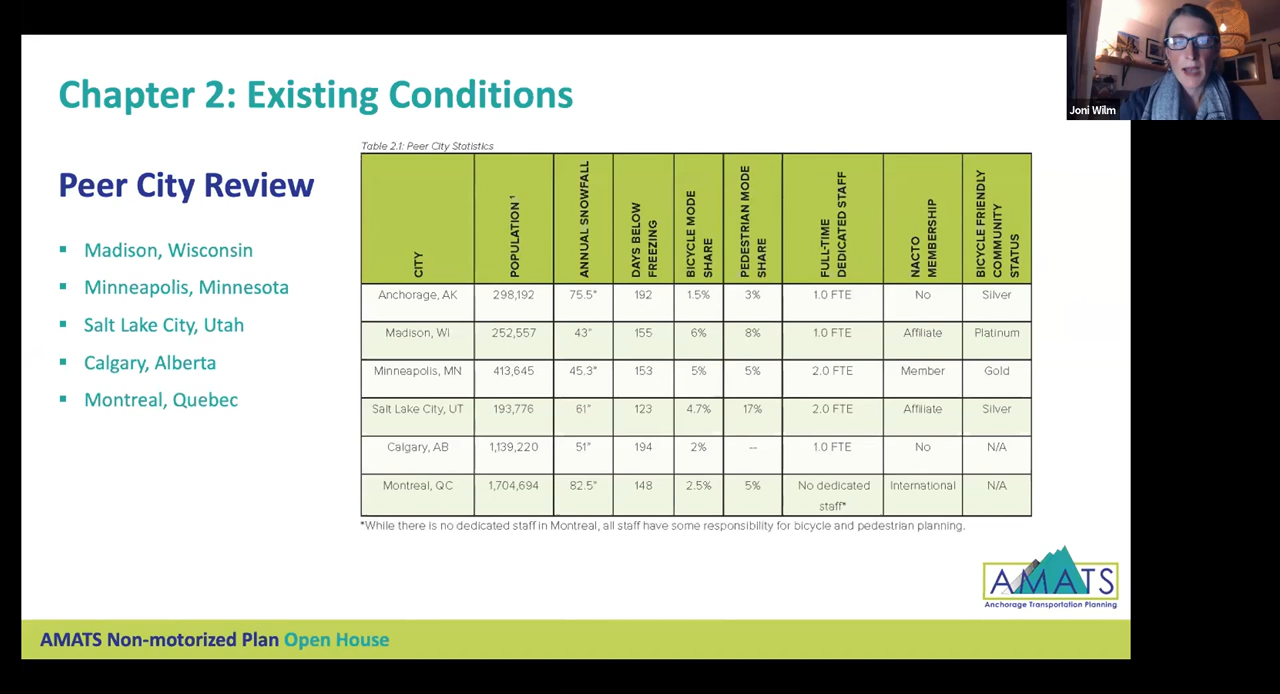 Joni Wilm
Chapter 2: Existing Conditions
Peer City Review
▪ Madison, Wisconsin
▪ Minneapolis, Minnesota
▪ Salt Lake City, Utah
▪ Calgary, Alberta
▪ Montreal, Quebec
Table 2.1: Peer City Statistics
CITY
POPULATION ¹
ANNUAL SNOWFALL
DAYS BELOW
FREEZING
BICYCLE MODE
SHARE
PEDESTRIAN MODE
SHARE
FULL-TIME
DEDICATED STAFF
NACTO
MEMBERSHIP
BICYCLE FRIENDLY
COMMUNITY
STATUS
Anchorage, AK 298,192 75.5" 192 1.5% 3% 1.0 FTE No Silver
Madison, WI 252,557 43" 155 6% 8% 1.0 FTE Affiliate Platinum
Minneapolis, MN 413,645 45.3" 153 5% 5% 2.0 FTE Member Gold
Salt Lake City, UT 193,776 61" 123 4.7% 17% 2.0 FTE Affiliate Silver
Calgary, AB 1,139,220 51" 194 2% -- 1.0 FTE No N/A
Montreal, QC 1,704,694 82.5" 148 2.5% 5% No dedicated International N/A
staff*
*While there is no dedicated staff in Montreal, all staff have some responsibility for bicycle and pedestrian planning.
AMATS
Anchorage Transportation Planning
AMATS Non-motorized Plan Open House